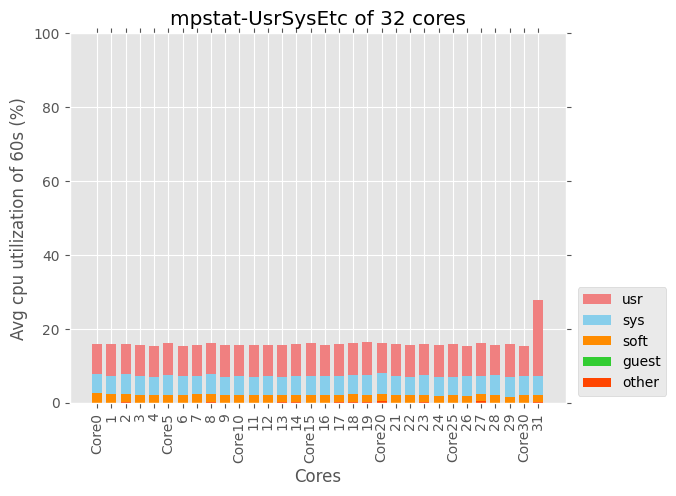 mpstat-UsrSysEtc of 32 cores
Avg cpu utilization of 60s (%)
100
80
60
40
20
0
Core0
1
2
3
4
Core5
6
7
8
9
Core10
11
12
13
14
Core15
16
17
18
19
Core20
21
22
23
24
Core25
26
27
28
29
Core30
31
Cores
usr
sys
soft
guest
other